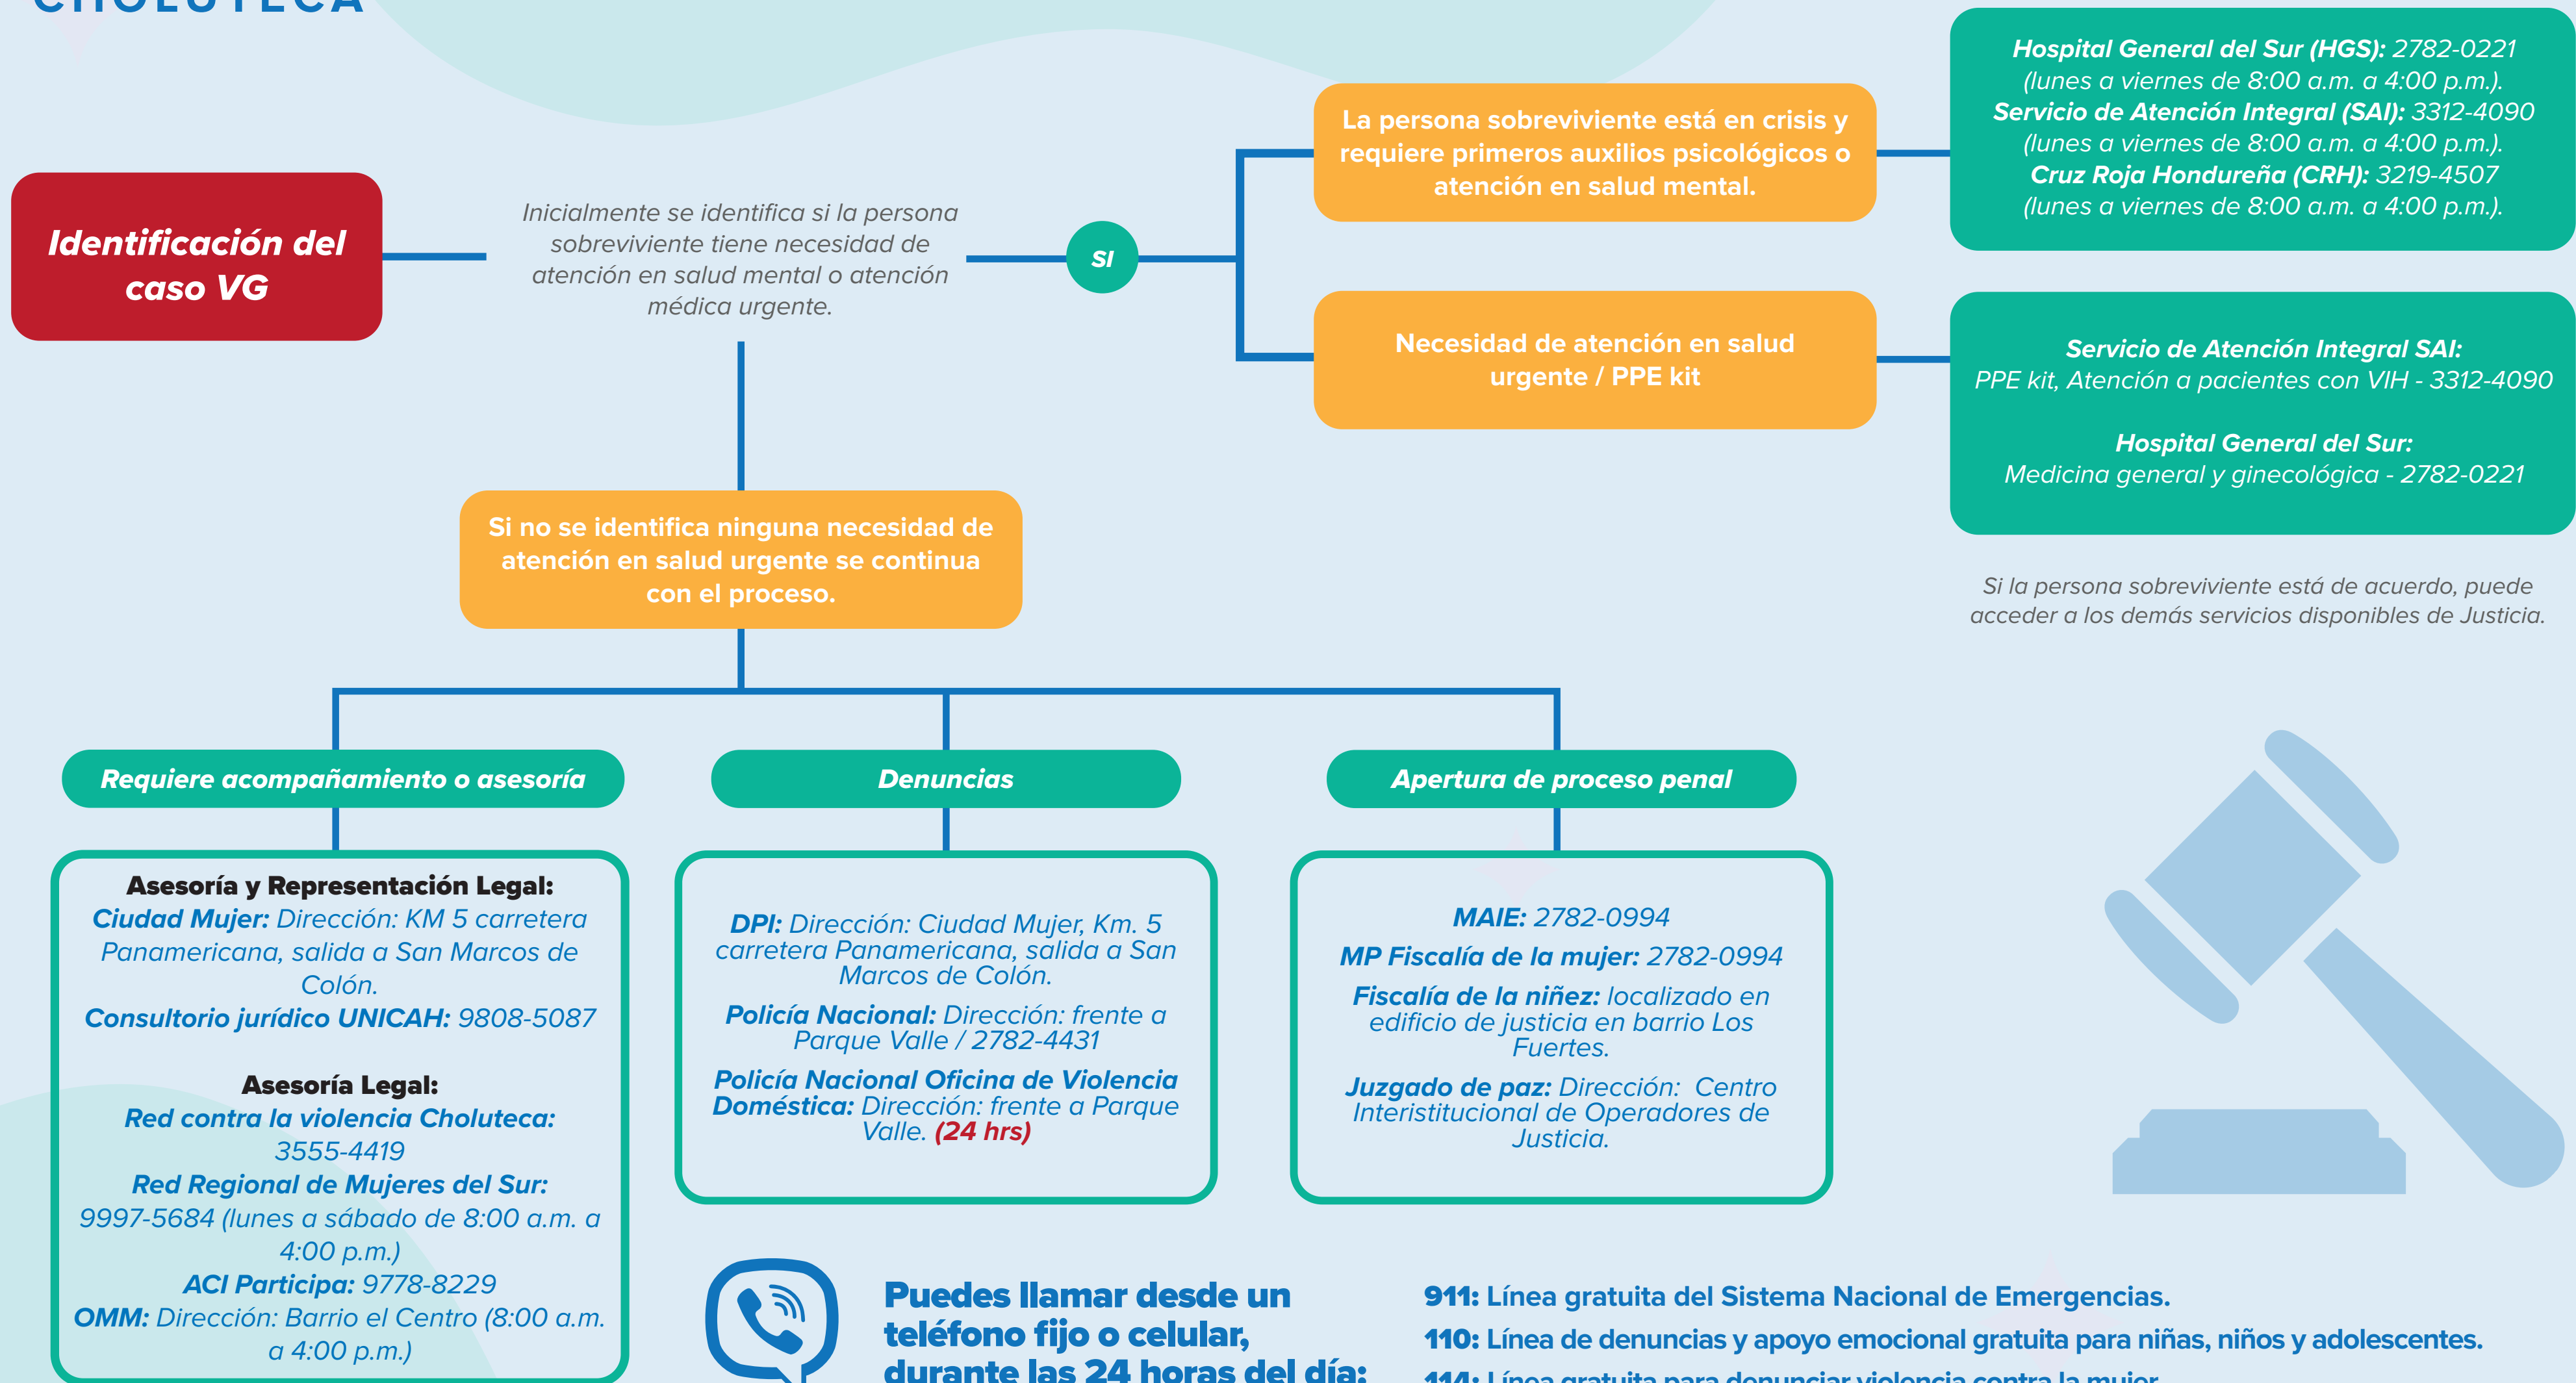 CHOLUTECA
Identificación del
caso VG
Inicialmente se identifica si la persona
sobreviviente tiene necesidad de
atención en salud mental o atención
médica urgente.
SI
La persona sobreviviente está en crisis y
requiere primeros auxilios psicológicos o
atención en salud mental.
Hospital General del Sur (HGS): 2782-0221
(lunes a viernes de 8:00 a.m. a 4:00 p.m.).
Servicio de Atención Integral (SAI): 3312-4090
(lunes a viernes de 8:00 a.m. a 4:00 p.m.).
Cruz Roja Hondureña (CRH): 3219-4507
(lunes a viernes de 8:00 a.m. a 4:00 p.m.).
Necesidad de atención en salud
urgente / PPE kit
Servicio de Atención Integral SAI:
PPE kit, Atención a pacientes con VIH - 3312-4090
Hospital General del Sur:
Medicina general y ginecológica - 2782-0221
Si la persona sobreviviente está de acuerdo, puede
acceder a los demás servicios disponibles de Justicia.
Si no se identifica ninguna necesidad de
atención en salud urgente se continua
con el proceso.
Requiere acompañamiento o asesoría
Asesoría y Representación Legal:
Ciudad Mujer: Dirección: KM 5 carretera
Panamericana, salida a San Marcos de
Colón.
Consultorio jurídico UNICAH: 9808-5087
Asesoría Legal:
Red contra la violencia Choluteca:
3555-4419
Red Regional de Mujeres del Sur:
9997-5684 (lunes a sábado de 8:00 a.m. a
4:00 p.m.)
ACI Participa: 9778-8229
OMM: Dirección: Barrio el Centro (8:00 a.m.
a 4:00 p.m.)
Denuncias
DPI: Dirección: Ciudad Mujer, Km. 5
carretera Panamericana, salida a San
Marcos de Colón.
Policía Nacional: Dirección: frente a
Parque Valle / 2782-4431
Policía Nacional Oficina de Violencia
Doméstica: Dirección: frente a Parque
Valle. (24 hrs)
Apertura de proceso penal
MAIE: 2782-0994
MP Fiscalía de la mujer: 2782-0994
Fiscalía de la niñez: localizado en
edificio de justicia en barrio Los
Fuertes.
Juzgado de paz: Dirección: Centro
Interistitucional de Operadores de
Justicia.
Puedes llamar desde un
teléfono fijo o celular,
durante las 24 horas del día:
911: Línea gratuita del Sistema Nacional de Emergencias.
110: Línea de denuncias y apoyo emocional gratuita para niñas, niños y adolescentes.
114: Línea gratuita para denunciar violencia contra la mujer.